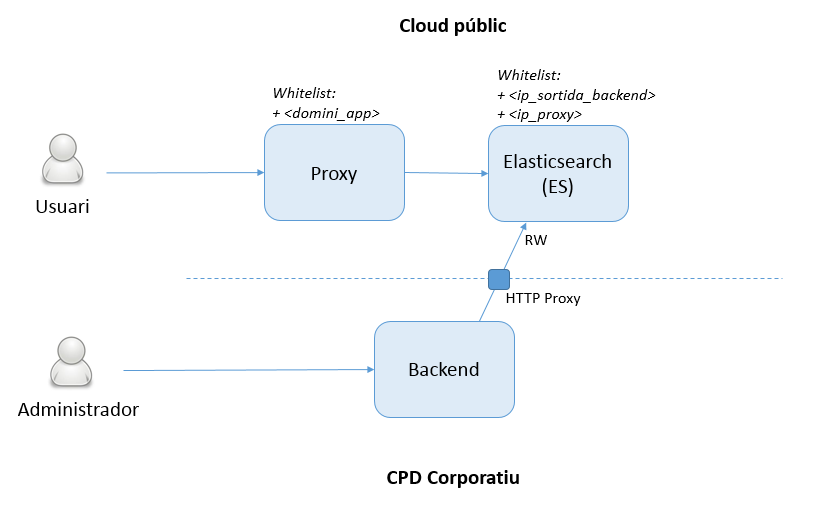 Cloud públic
Whitelist:
+ <ip_sortida_backend>
+ <ip_proxy>
Whitelist:
+ <domini_app>
Usuari
Proxy
Elasticsearch
(ES)
RW
HTTP Proxy
Administrador
Backend
CPD Corporatiu